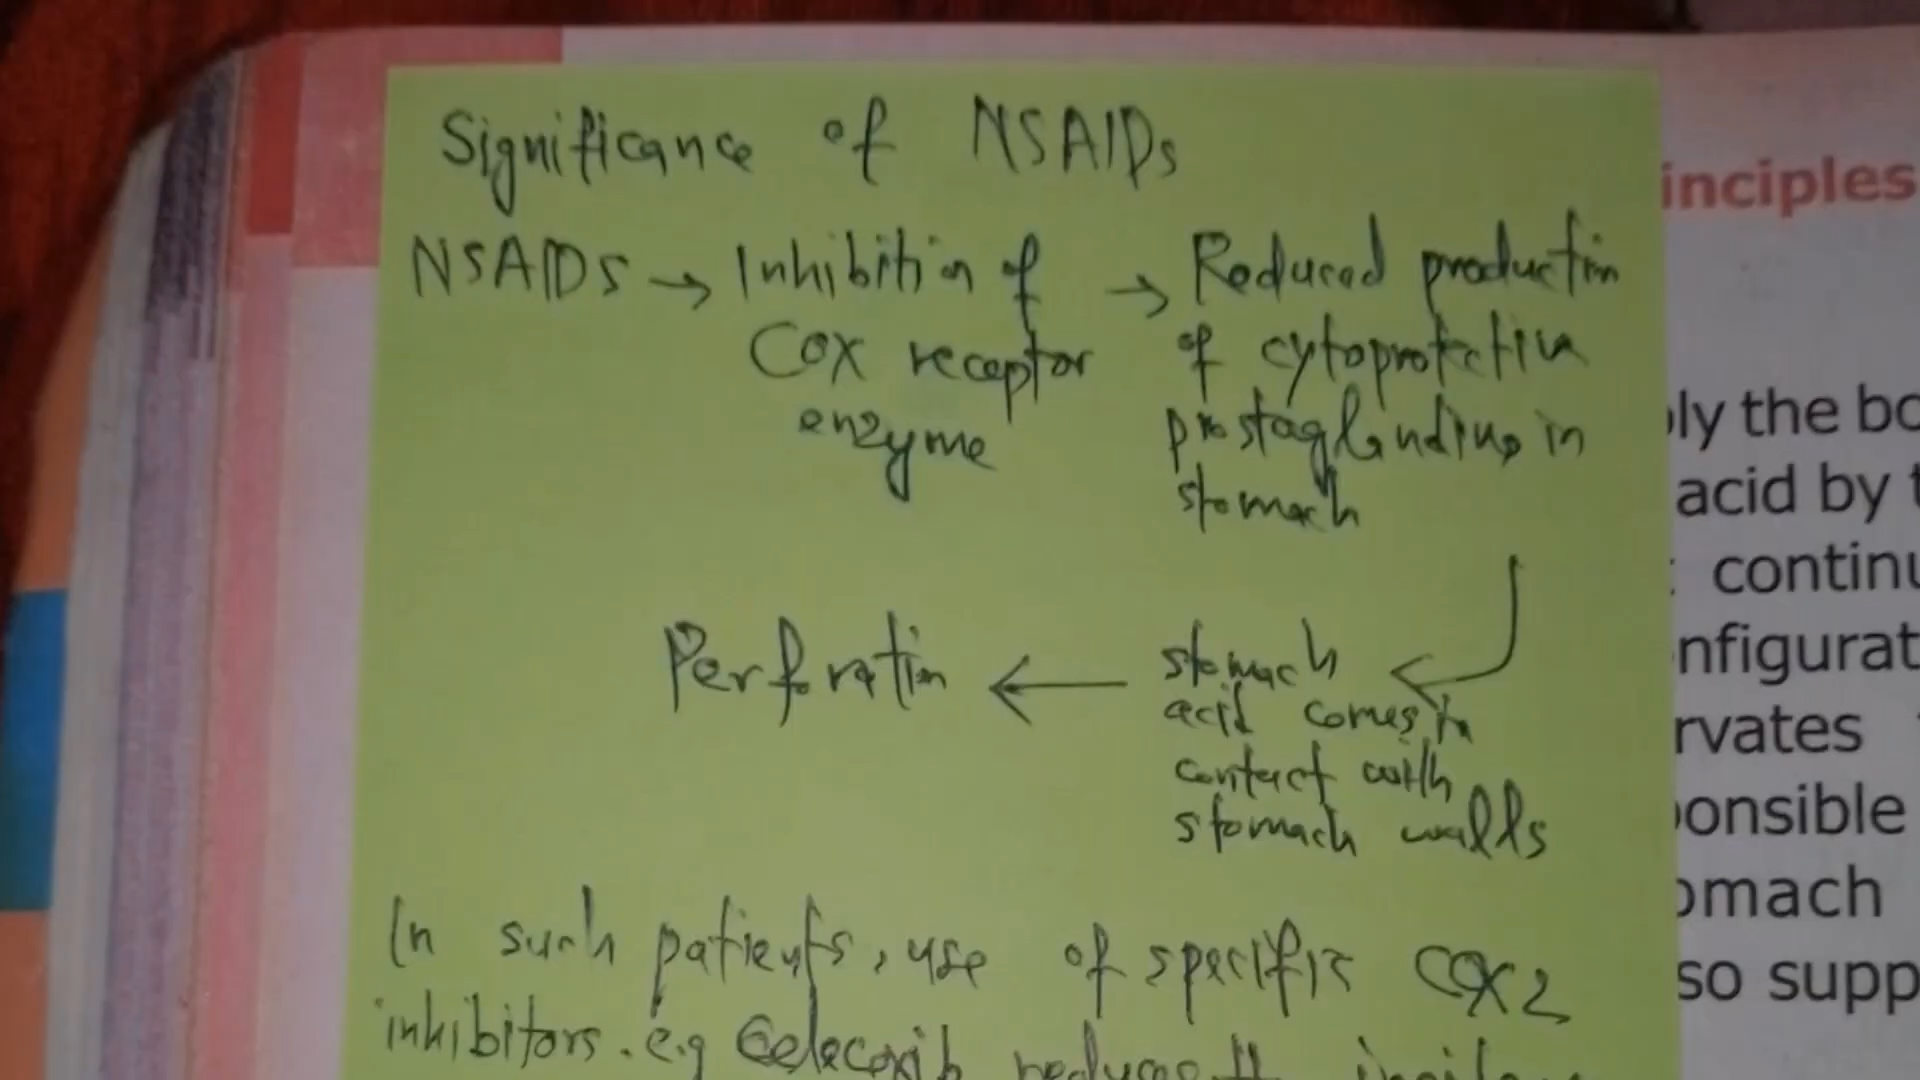 Significance of NSAIDs
NSAIDS → Inhibition of
COX receptor
enzyme
→ Reduced production
of cytoprotective
prostaglandins in
stomach
stomach
acid comes in
contact with
stomach walls
← Perforation
In such patients, use of specific COX2
inhibitors. e.g Celecoxib reduces
inciples
ly the bo
acid by t
continu
nfigurat
rvates
onsible
omach
so supp